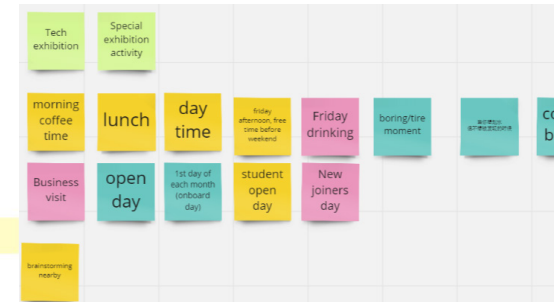 Tech
exhibition
Special
exhibition
activity
morning
coffee
time
lunch
day
time
friday
afternoon, free
time before
weekend
Friday
drinking
boring/tire
moment
Business
visit
open
day
1st day of
each month
(onboard
day)
student
open
day
New
joiners
day
brainstorming
nearby